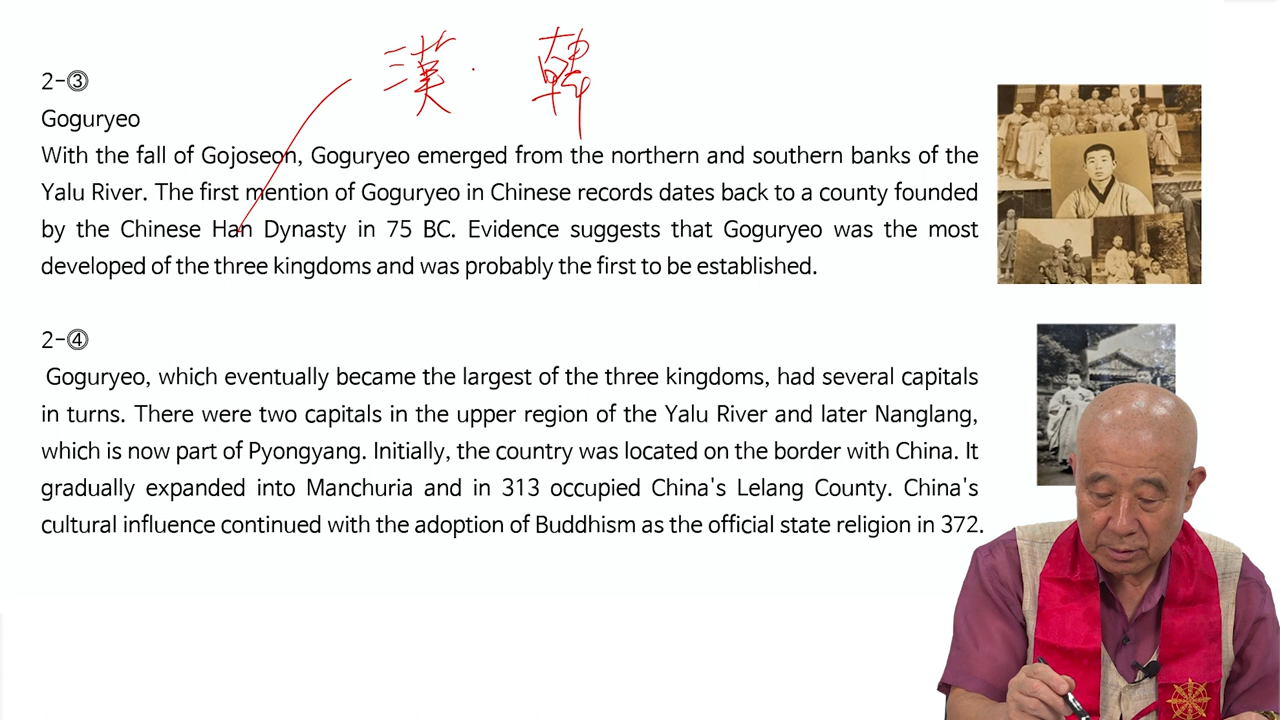 漢 · 韓
2-③
Goguryeo
With the fall of Gojoseon, Goguryeo emerged from the northern and southern banks of the
Yalu River. The first mention of Goguryeo in Chinese records dates back to a county founded
by the Chinese Han Dynasty in 75 BC. Evidence suggests that Goguryeo was the most
developed of the three kingdoms and was probably the first to be established.
2-④
Goguryeo, which eventually became the largest of the three kingdoms, had several capitals
in turns. There were two capitals in the upper region of the Yalu River and later Nanglang,
which is now part of Pyongyang. Initially, the country was located on the border with China. It
gradually expanded into Manchuria and in 313 occupied China's Lelang County. China's
cultural influence continued with the adoption of Buddhism as the official state religion in 372.